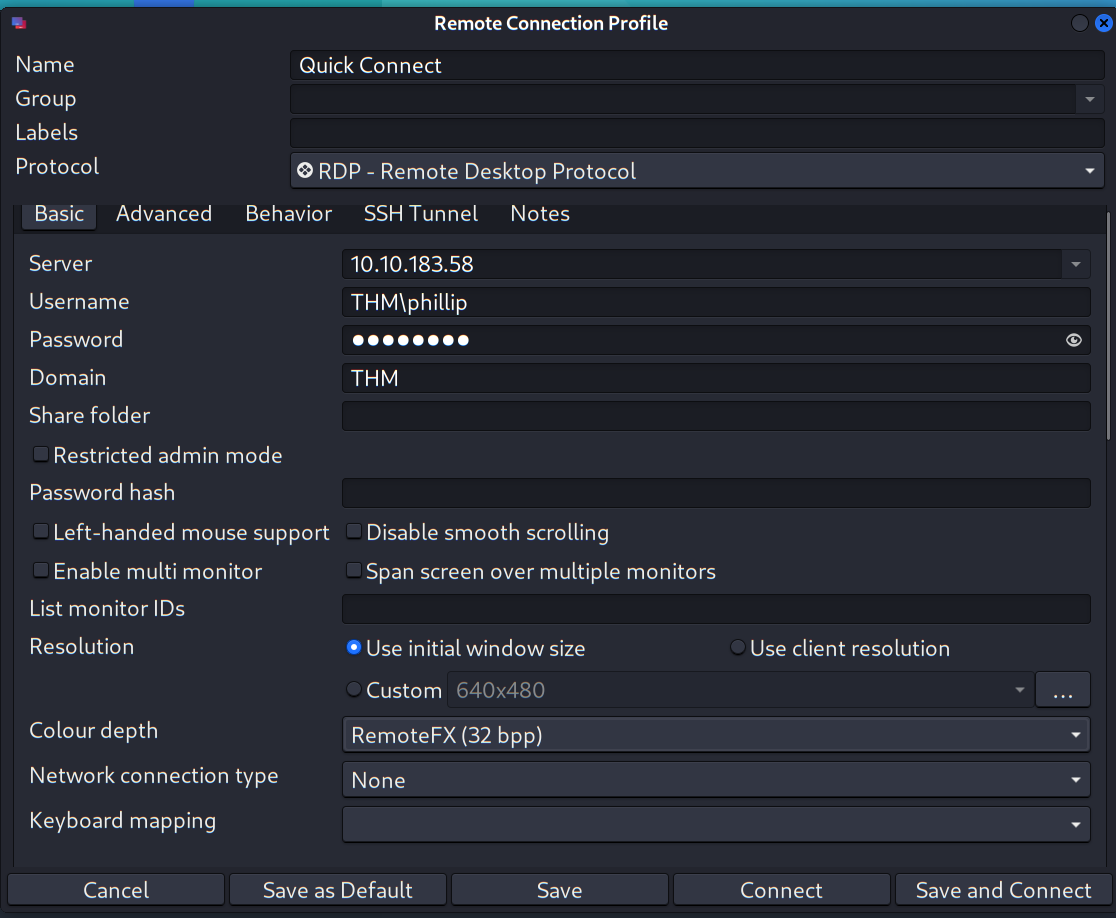 Remote Connection Profile
Name Quick Connect
Group
Labels
Protocol RDP - Remote Desktop Protocol
Basic Advanced Behavior SSH Tunnel Notes
Server 10.10.183.58
Username THM\phillip
Password ●●●●●●●●
Domain THM
Share folder
Restricted admin mode
Password hash
Left-handed mouse support Disable smooth scrolling
Enable multi monitor Span screen over multiple monitors
List monitor IDs
Resolution Use initial window size Use client resolution
Custom 640x480 ...
Colour depth RemoteFX (32 bpp)
Network connection type None
Keyboard mapping
Cancel Save as Default Save Connect Save and Connect